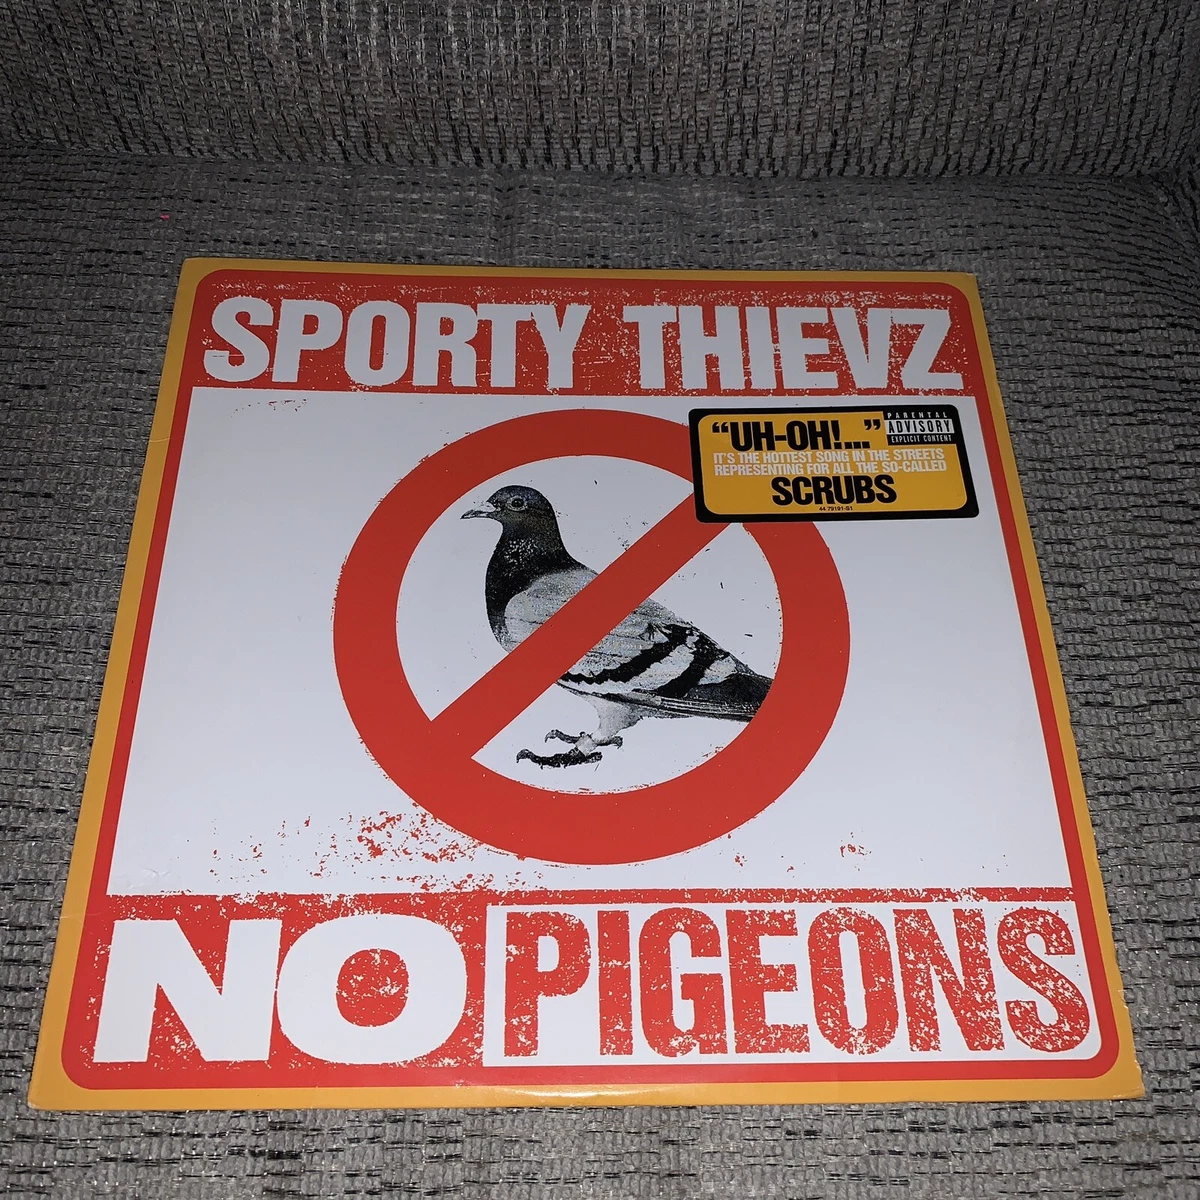 SPORTY THIEVZ
"UH-OH!..."
PARENTAL
ADVISORY
EXPLICIT CONTENT
IT'S THE HOTTEST SONG IN THE STREETS
REPRESENTING FOR ALL THE SO-CALLED
SCRUBS
44 79191-S1
NO PIGEONS